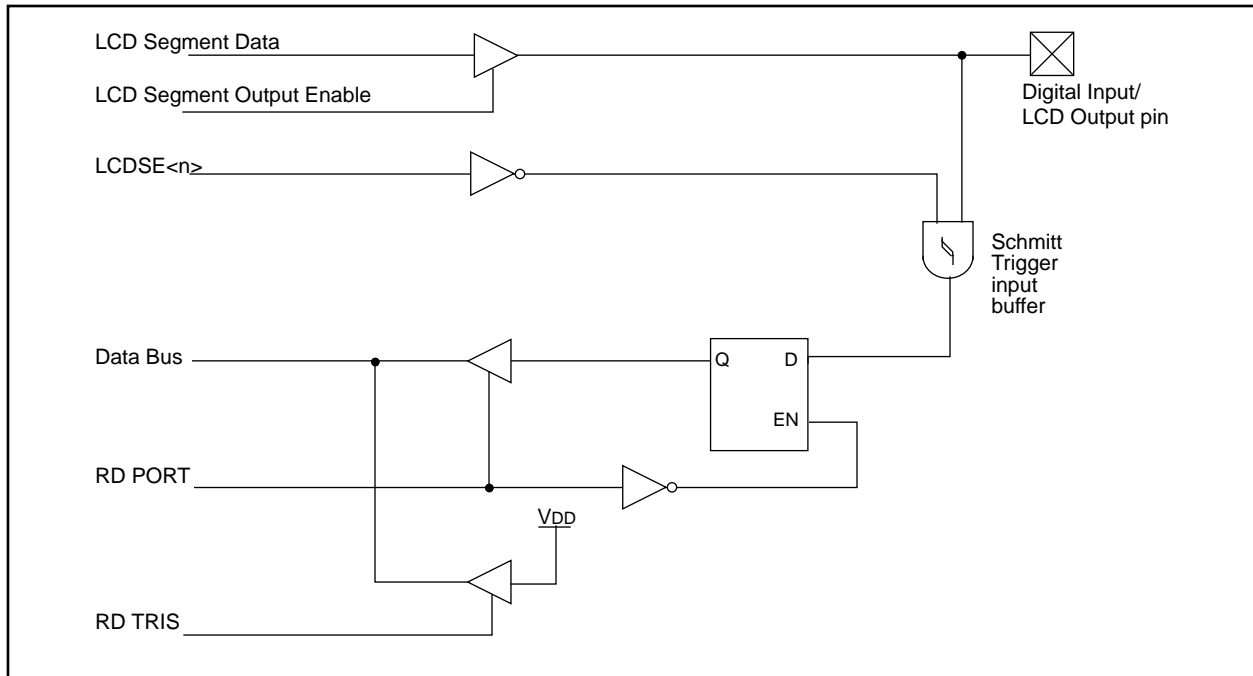 LCD Segment Data
LCD Segment Output Enable
Digital Input/
LCD Output pin
LCDSE<n>
Schmitt
Trigger
input
buffer
Data Bus
Q
D
EN
RD PORT
VDD
RD TRIS